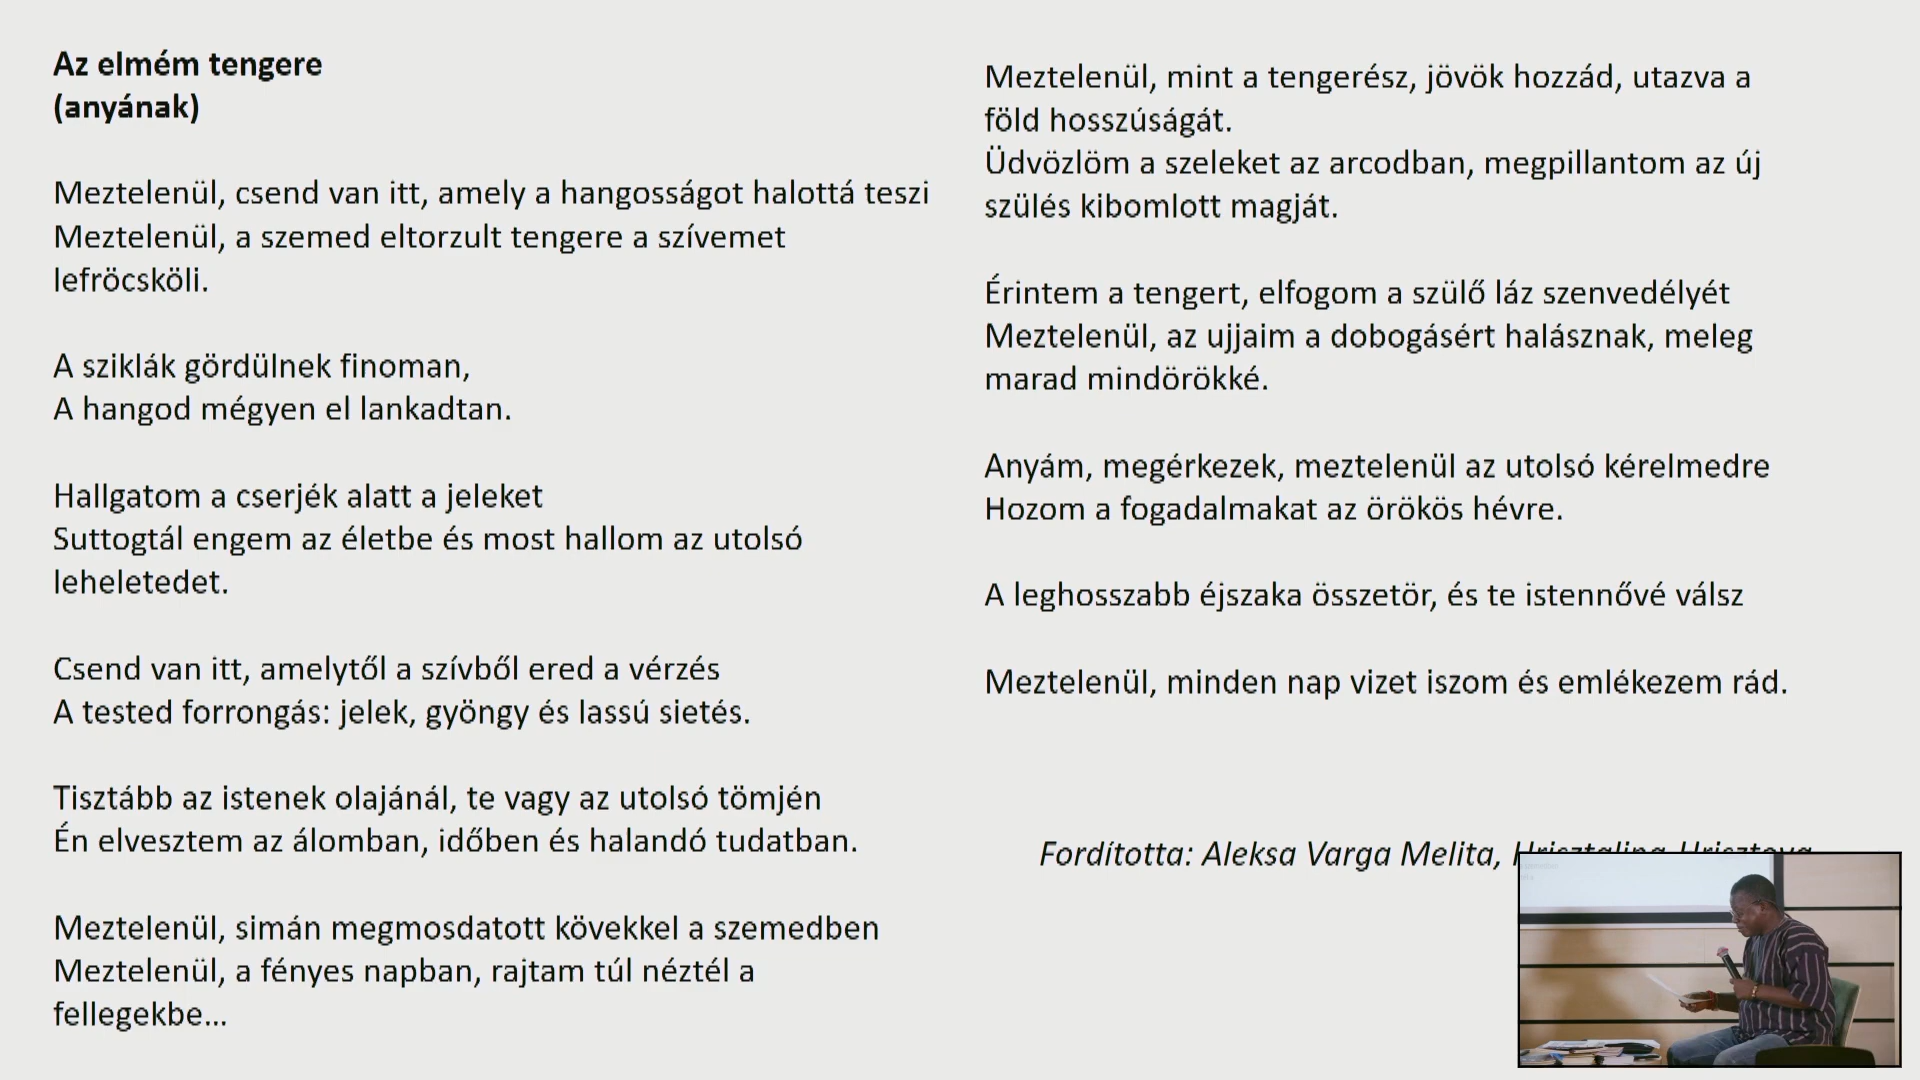 Az elmém tengere
(anyának)
Meztelenül, csend van itt, amely a hangosságot halottá teszi
Meztelenül, a szemed eltorzult tengere a szívemet
lefröcsköli.
A sziklák gördülnek finoman,
A hangod mégyen el lankadtan.
Hallgatom a cserjék alatt a jeleket
Suttogtál engem az életbe és most hallom az utolsó
leheletedet.
Csend van itt, amelytől a szívből ered a vérzés
A tested forrongás: jelek, gyöngy és lassú sietés.
Tisztább az istenek olajánál, te vagy az utolsó tömjén
Én elvesztem az álomban, időben és halandó tudatban.
Meztelenül, simán megmosdatott kövekkel a szemedben
Meztelenül, a fényes napban, rajtam túl néztél a
fellegekbe...
Meztelenül, mint a tengerész, jövök hozzád, utazva a
föld hosszúságát.
Üdvözlöm a szeleket az arcodban, megpillantom az új
szülés kibomlott magját.
Érintem a tengert, elfogom a szülő láz szenvedélyét
Meztelenül, az ujjaim a dobogásért halásznak, meleg
marad mindörökké.
Anyám, megérkezek, meztelenül az utolsó kérelmedre
Hozom a fogadalmakat az örökös hévre.
A leghosszabb éjszaka összetör, és te istennővé válsz
Meztelenül, minden nap vizet iszom és emlékezem rád.
Fordította: Aleksa Varga Melita,